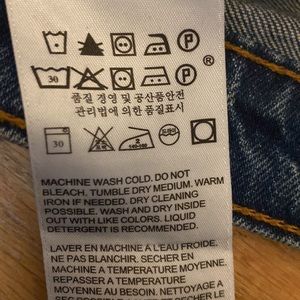 30
®
품질 경영 및 공산품안전
관리법에 의한 품질표시
30
MACHINE WASH COLD. DO NOT
BLEACH. TUMBLE DRY MEDIUM. WARM
IRON IF NEEDED. DRY CLEANING
POSSIBLE. WASH AND DRY INSIDE
OUT WITH LIKE COLORS. LIQUID
DETERGENT IS RECOMMENDED.
LAVER EN MACHINE A L'EAU FROIDE.
NE PAS BLANCHIR. SECHER EN
MACHINE A TEMPERATURE MOYENNE.
REPASSER A TEMPERATURE
MOYENNE AU BESOIN. NETTOYAGE A